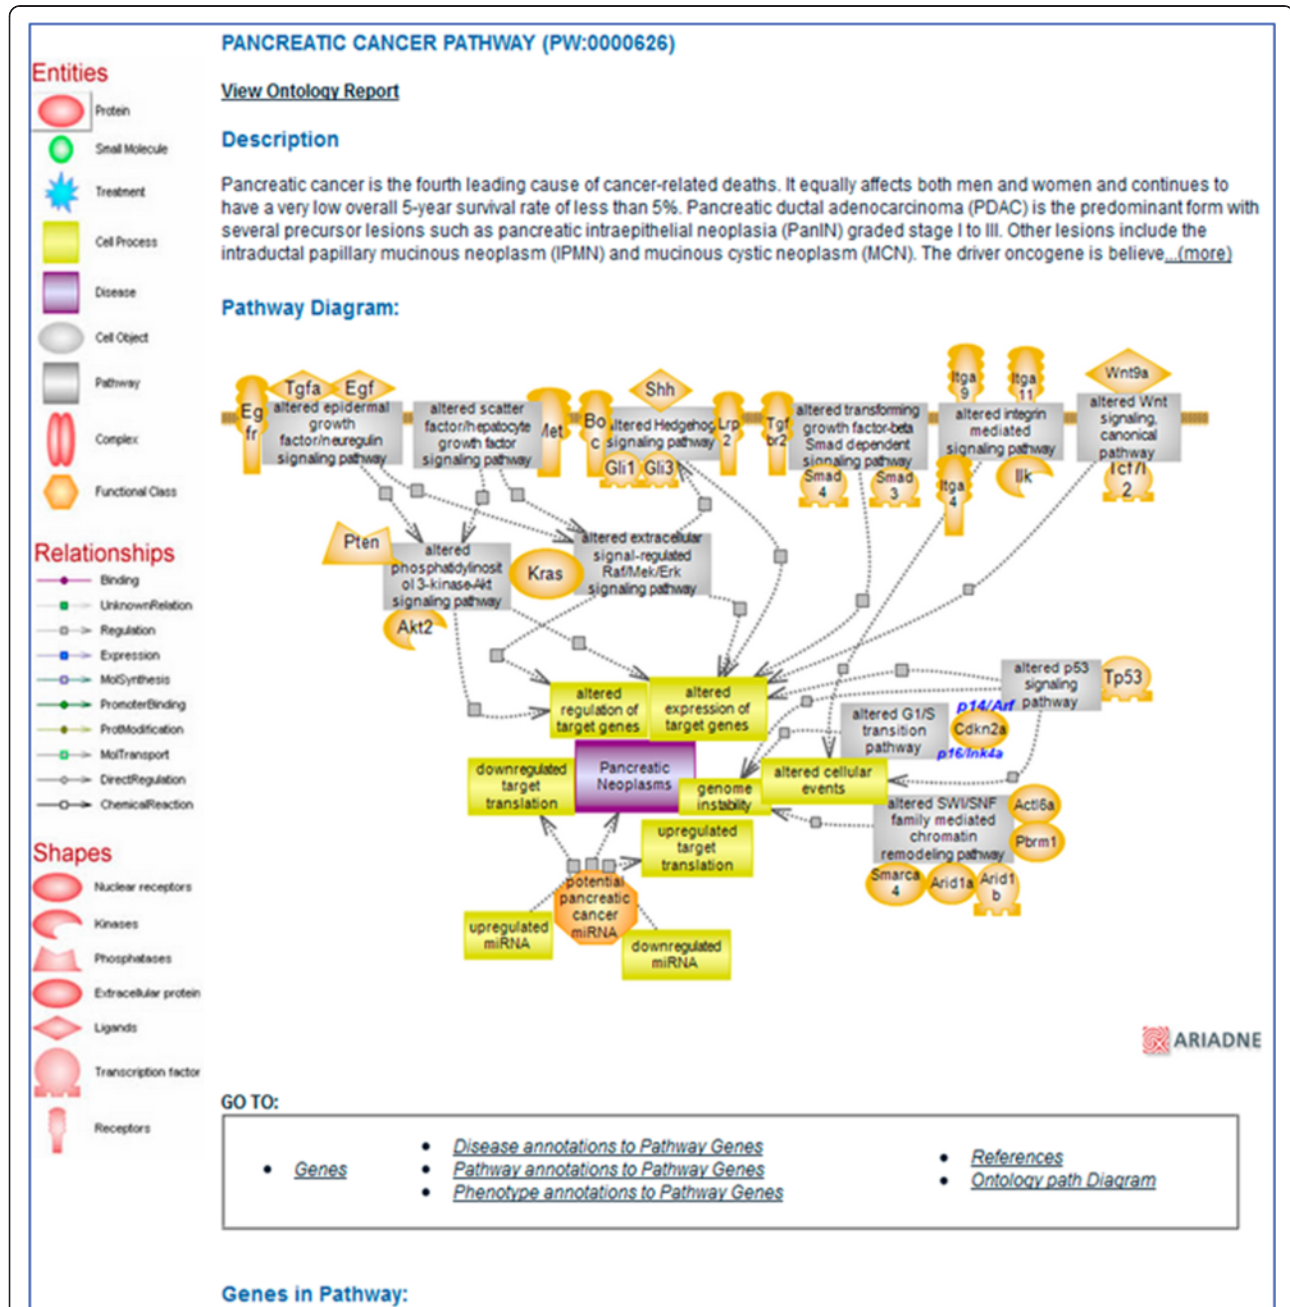 PANCREATIC CANCER PATHWAY (PW:0000626)
View Ontology Report
Description
Pancreatic cancer is the fourth leading cause of cancer-related deaths. It equally affects both men and women and continues to
have a very low overall 5-year survival rate of less than 5%. Pancreatic ductal adenocarcinoma (PDAC) is the predominant form with
several precursor lesions such as pancreatic intraepithelial neoplasia (PanIN) graded stage I to III. Other lesions include the
intraductal papillary mucinous neoplasm (IPMN) and mucinous cystic neoplasm (MCN). The driver oncogene is believe...(more)
Pathway Diagram:
Entities
Protein
Small Molecule
Treatment
Cell Process
Disease
Cell Object
Pathway
Complex
Functional Class
Relationships
Binding
UnknownRelation
Regulation
Expression
MolSynthesis
PromoterBinding
ProtModification
MolTransport
DirectRegulation
ChemicalReaction
Shapes
Nuclear receptors
Kinases
Phosphatases
Extracellular protein
Ligands
Transcription factor
Receptors
Eg
fr
Tgfa
Egf
altered epidermal
growth
factor/neuregulin
signaling pathway
altered scatter
factor/hepatocyte
growth factor
signaling pathway
Met
Bo
c
Shh
altered Hedgehog
signaling pathway
Gli1
Gli3
Lrp
2
Tgf
br2
altered transforming
growth factor-beta
Smad dependent
signaling pathway
Smad
4
Smad
3
Itga
9
Itga
11
altered integrin
mediated
signaling pathway
Itga
4
Ilk
Wnt9a
altered Wnt
signaling,
canonical
pathway
Tcf7l
2
Pten
altered
phosphatidylinosit
ol 3-kinase-Akt
signaling pathway
Akt2
Kras
altered extracellular
signal-regulated
Raf/Mek/Erk
signaling pathway
altered
regulation of
target genes
altered
expression of
target genes
altered p53
signaling
pathway
Tp53
p14/Arf
altered G1/S
transition
pathway
Cdkn2a
p16/Ink4a
downregulated
target
translation
Pancreatic
Neoplasms
genome
instability
altered cellular
events
altered SWI/SNF
family mediated
chromatin
remodeling pathway
Actl6a
Pbrm1
Smarca
4
Arid1a
Arid1
b
upregulated
target
translation
potential
pancreatic
cancer
miRNA
upregulated
miRNA
downregulated
miRNA
ARIADNE
GO TO:
• Genes
• Disease annotations to Pathway Genes
• Pathway annotations to Pathway Genes
• Phenotype annotations to Pathway Genes
• References
• Ontology path Diagram
Genes in Pathway: